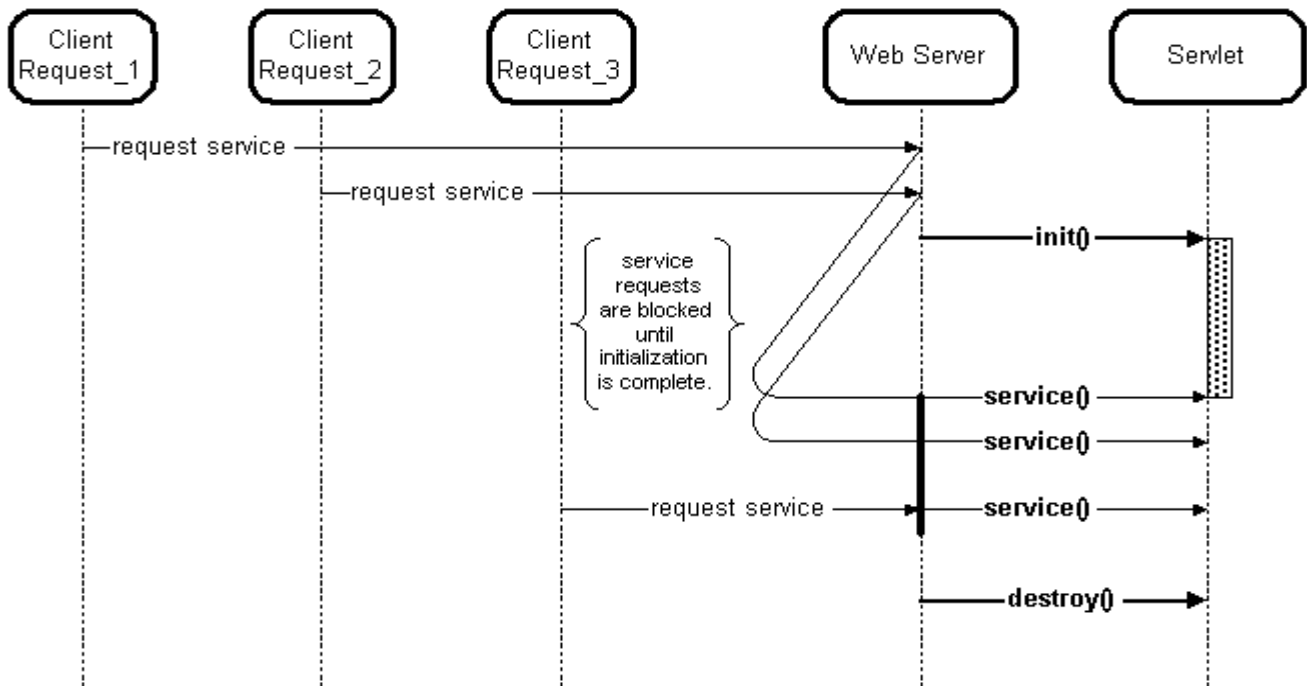 Client
Request_1
Client
Request_2
Client
Request_3
Web Server
Servlet
request service
request service
init()
service
requests
are blocked
until
initialization
is complete.
service()
service()
request service
service()
destroy()